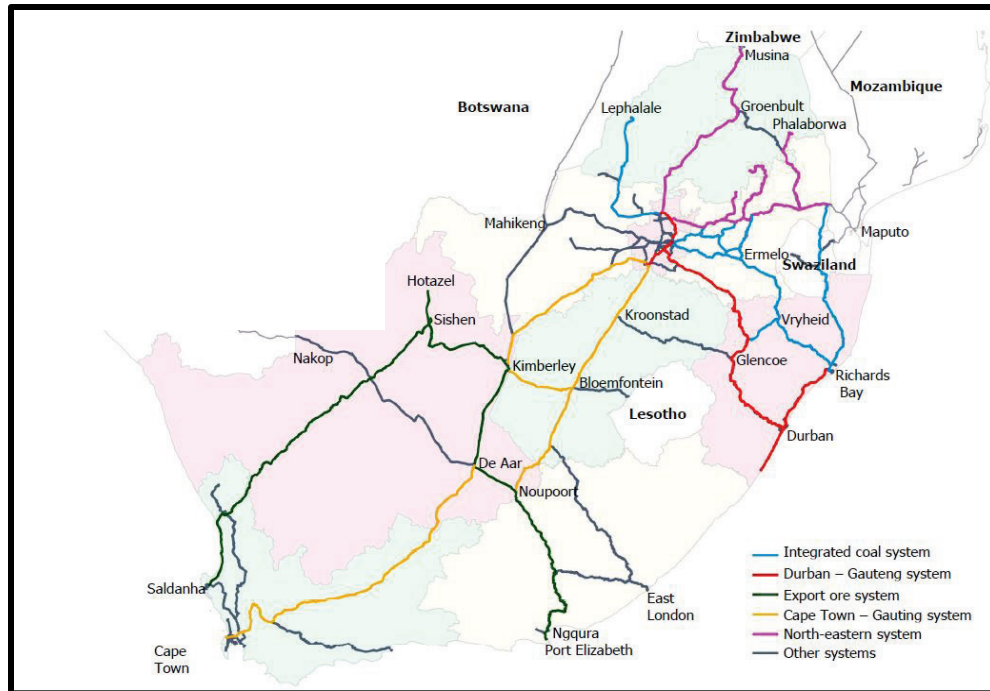 Zimbabwe
Musina
Mozambique
Botswana
Lephalale
Groenbult
Phalaborwa
Mahikeng
Maputo
Ermelo
Swaziland
Hotazel
Sishen
Kroonstad
Vryheid
Nakop
Kimberley
Glencoe
Bloemfontein
Richards
Bay
Lesotho
Durban
De Aar
Noupoort
Saldanha
East
London
Ngqura
Port Elizabeth
Cape
Town
Integrated coal system
Durban – Gauteng system
Export ore system
Cape Town – Gauting system
North-eastern system
Other systems